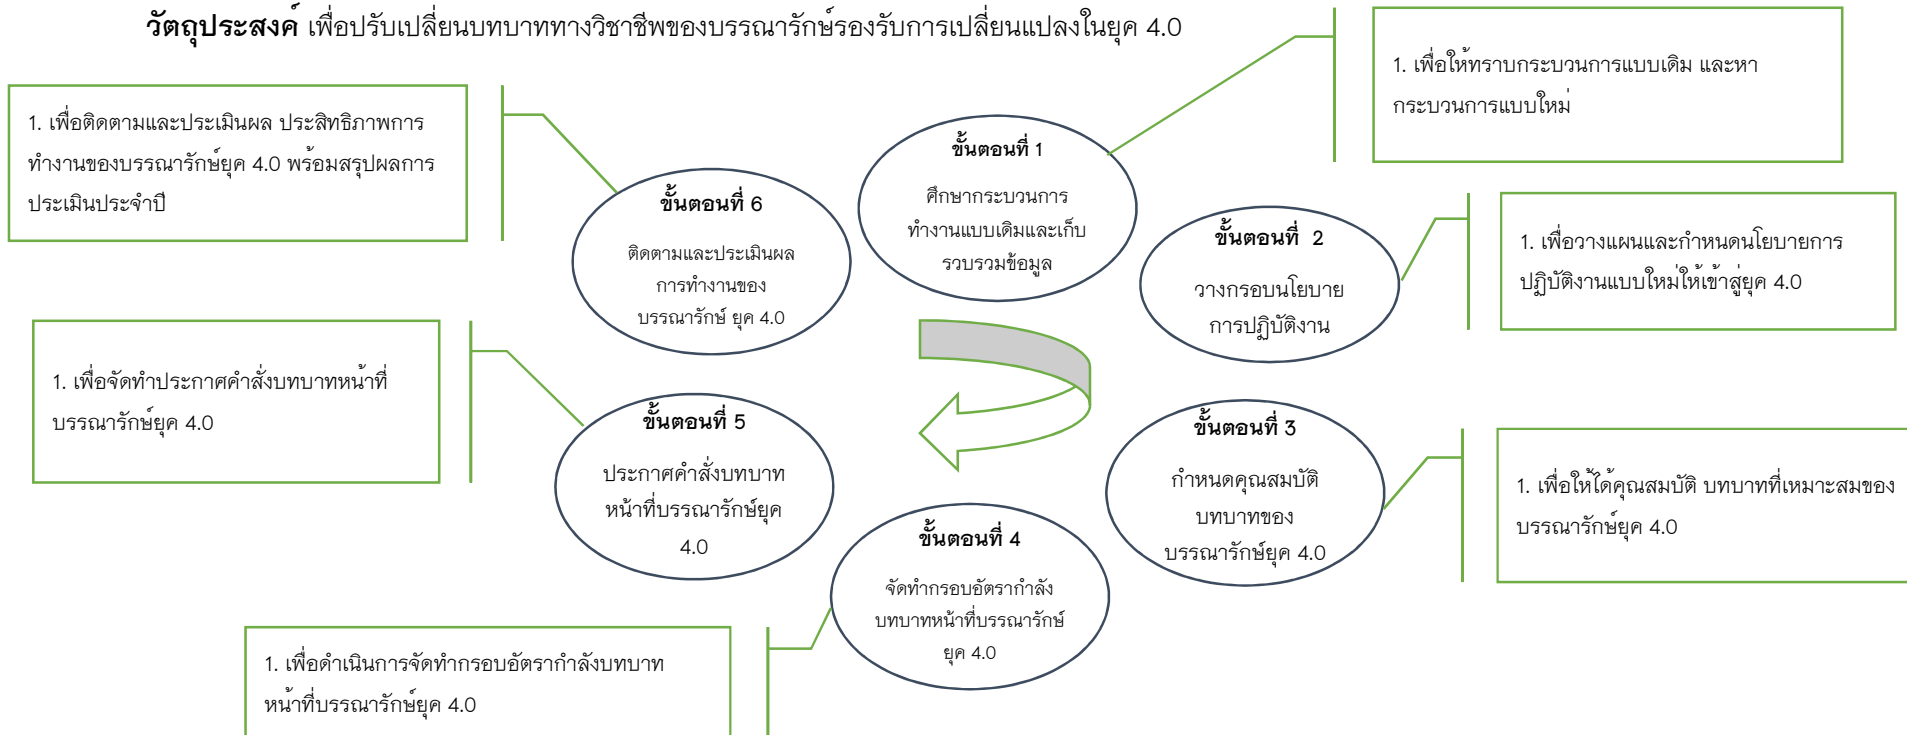 วัตถุประสงค์ เพื่อปรับเปลี่ยนบทบาททางวิชาชีพของบรรณารักษ์รองรับการเปลี่ยนแปลงในยุค 4.0
ขั้นตอนที่ 1
ศึกษากระบวนการ
ทำงานแบบเดิมและเก็บ
รวบรวมข้อมูล
1. เพื่อให้ทราบกระบวนการแบบเดิม และหา
กระบวนการแบบใหม่
ขั้นตอนที่ 2
วางกรอบนโยบาย
การปฏิบัติงาน
1. เพื่อวางแผนและกำหนดนโยบายการ
ปฏิบัติงานแบบใหม่ให้เข้าสู่ยุค 4.0
ขั้นตอนที่ 3
กำหนดคุณสมบัติ
บทบาทของ
บรรณารักษ์ยุค 4.0
1. เพื่อให้ได้คุณสมบัติ บทบาทที่เหมาะสมของ
บรรณารักษ์ยุค 4.0
ขั้นตอนที่ 4
จัดทำกรอบอัตรากำลัง
บทบาทหน้าที่บรรณารักษ์
ยุค 4.0
1. เพื่อดำเนินการจัดทำกรอบอัตรากำลังบทบาท
หน้าที่บรรณารักษ์ยุค 4.0
ขั้นตอนที่ 5
ประกาศคำสั่งบทบาท
หน้าที่บรรณารักษ์ยุค
4.0
1. เพื่อจัดทำประกาศคำสั่งบทบาทหน้าที่
บรรณารักษ์ยุค 4.0
ขั้นตอนที่ 6
ติดตามและประเมินผล
การทำงานของ
บรรณารักษ์ ยุค 4.0
1. เพื่อติดตามและประเมินผล ประสิทธิภาพการ
ทำงานของบรรณารักษ์ยุค 4.0 พร้อมสรุปผลการ
ประเมินประจำปี